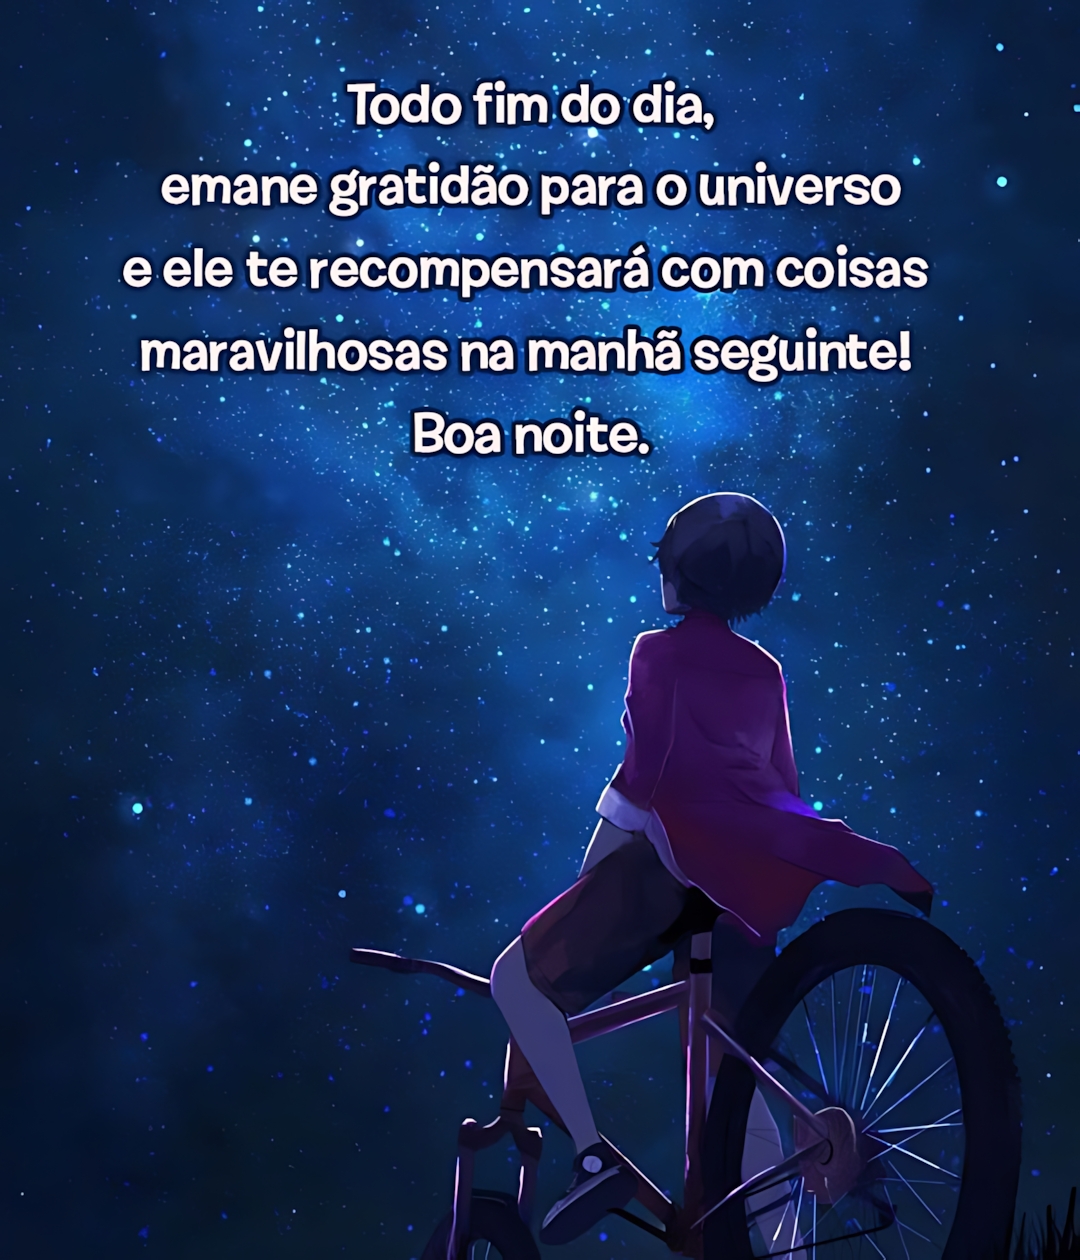 Todo fim do dia,
emane gratidão para o universo
e ele te recompensará com coisas
maravilhosas na manhã seguinte!
Boa noite.